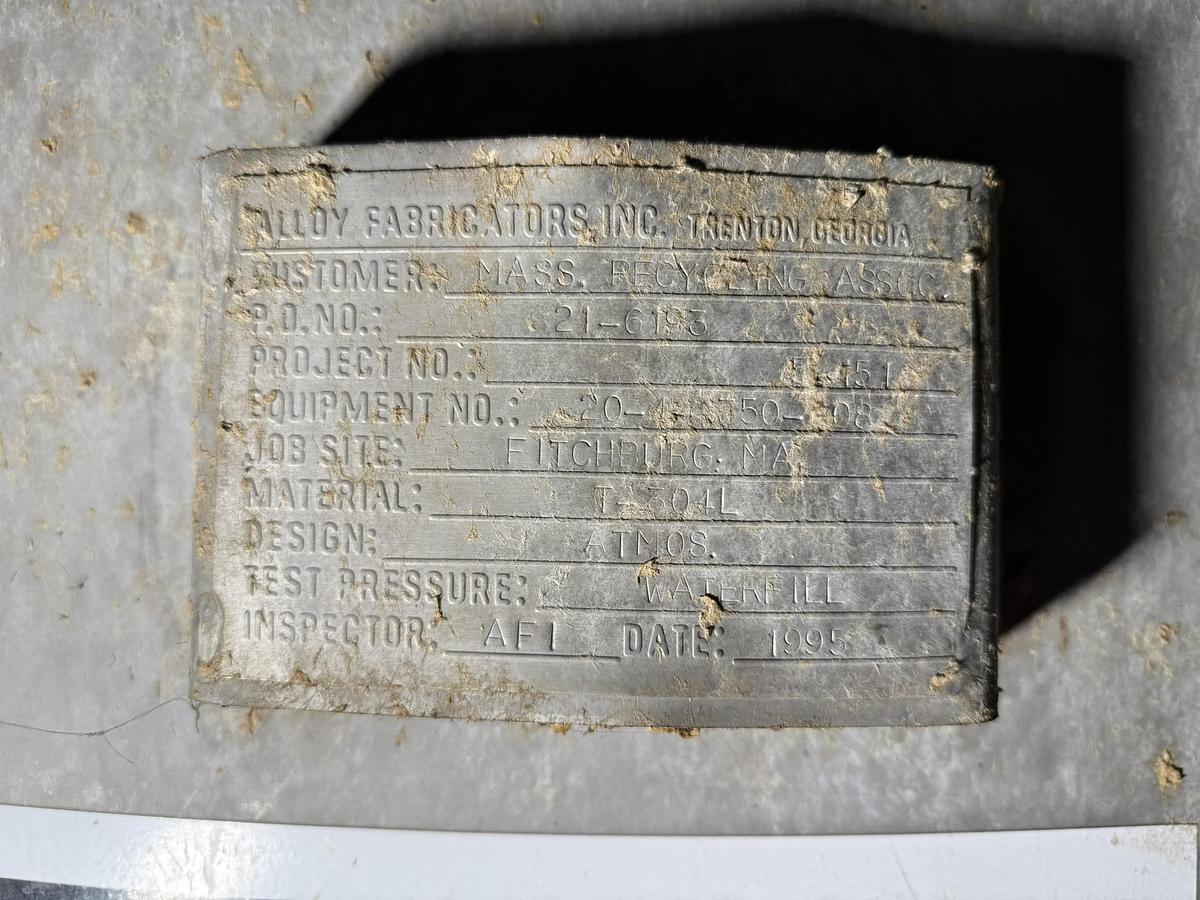 ALLOY FABRICATORS, INC. TRENTON, GEORGIA
CUSTOMER: MASS. RECYCLING ASSOC.
P.O. NO.: 21-6193
PROJECT NO.:
EQUIPMENT NO.:
JOB SITE: FITCHBURG, MA
MATERIAL: T-304L
DESIGN: ATMOS.
TEST PRESSURE: WATERFILL
INSPECTOR: AFI DATE: 1995